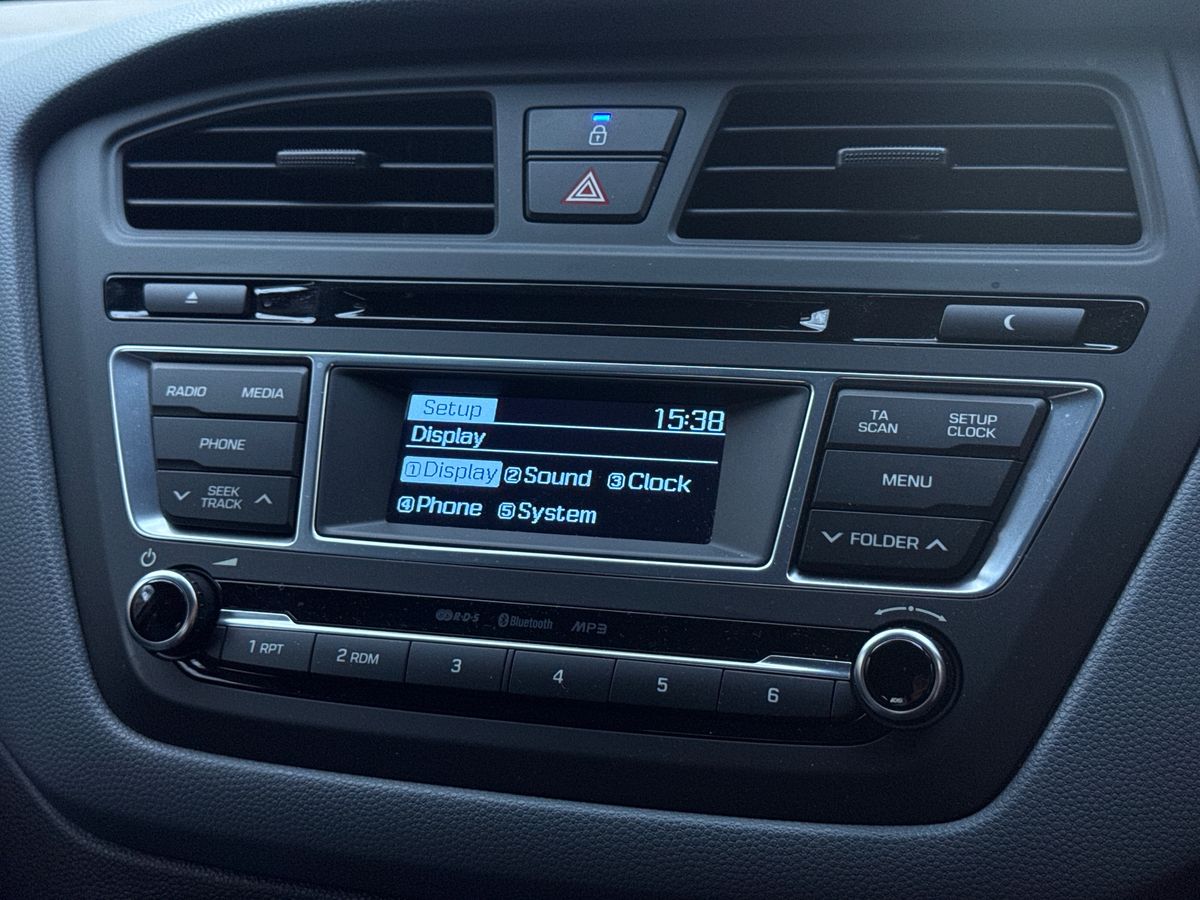 RADIO MEDIA
PHONE
SEEK
TRACK
Setup 15:38
Display
①Display ②Sound ③Clock
④Phone ⑤System
TA
SCAN
SETUP
CLOCK
MENU
FOLDER
R·D·S Bluetooth MP3
1 RPT 2 RDM 3 4 5 6